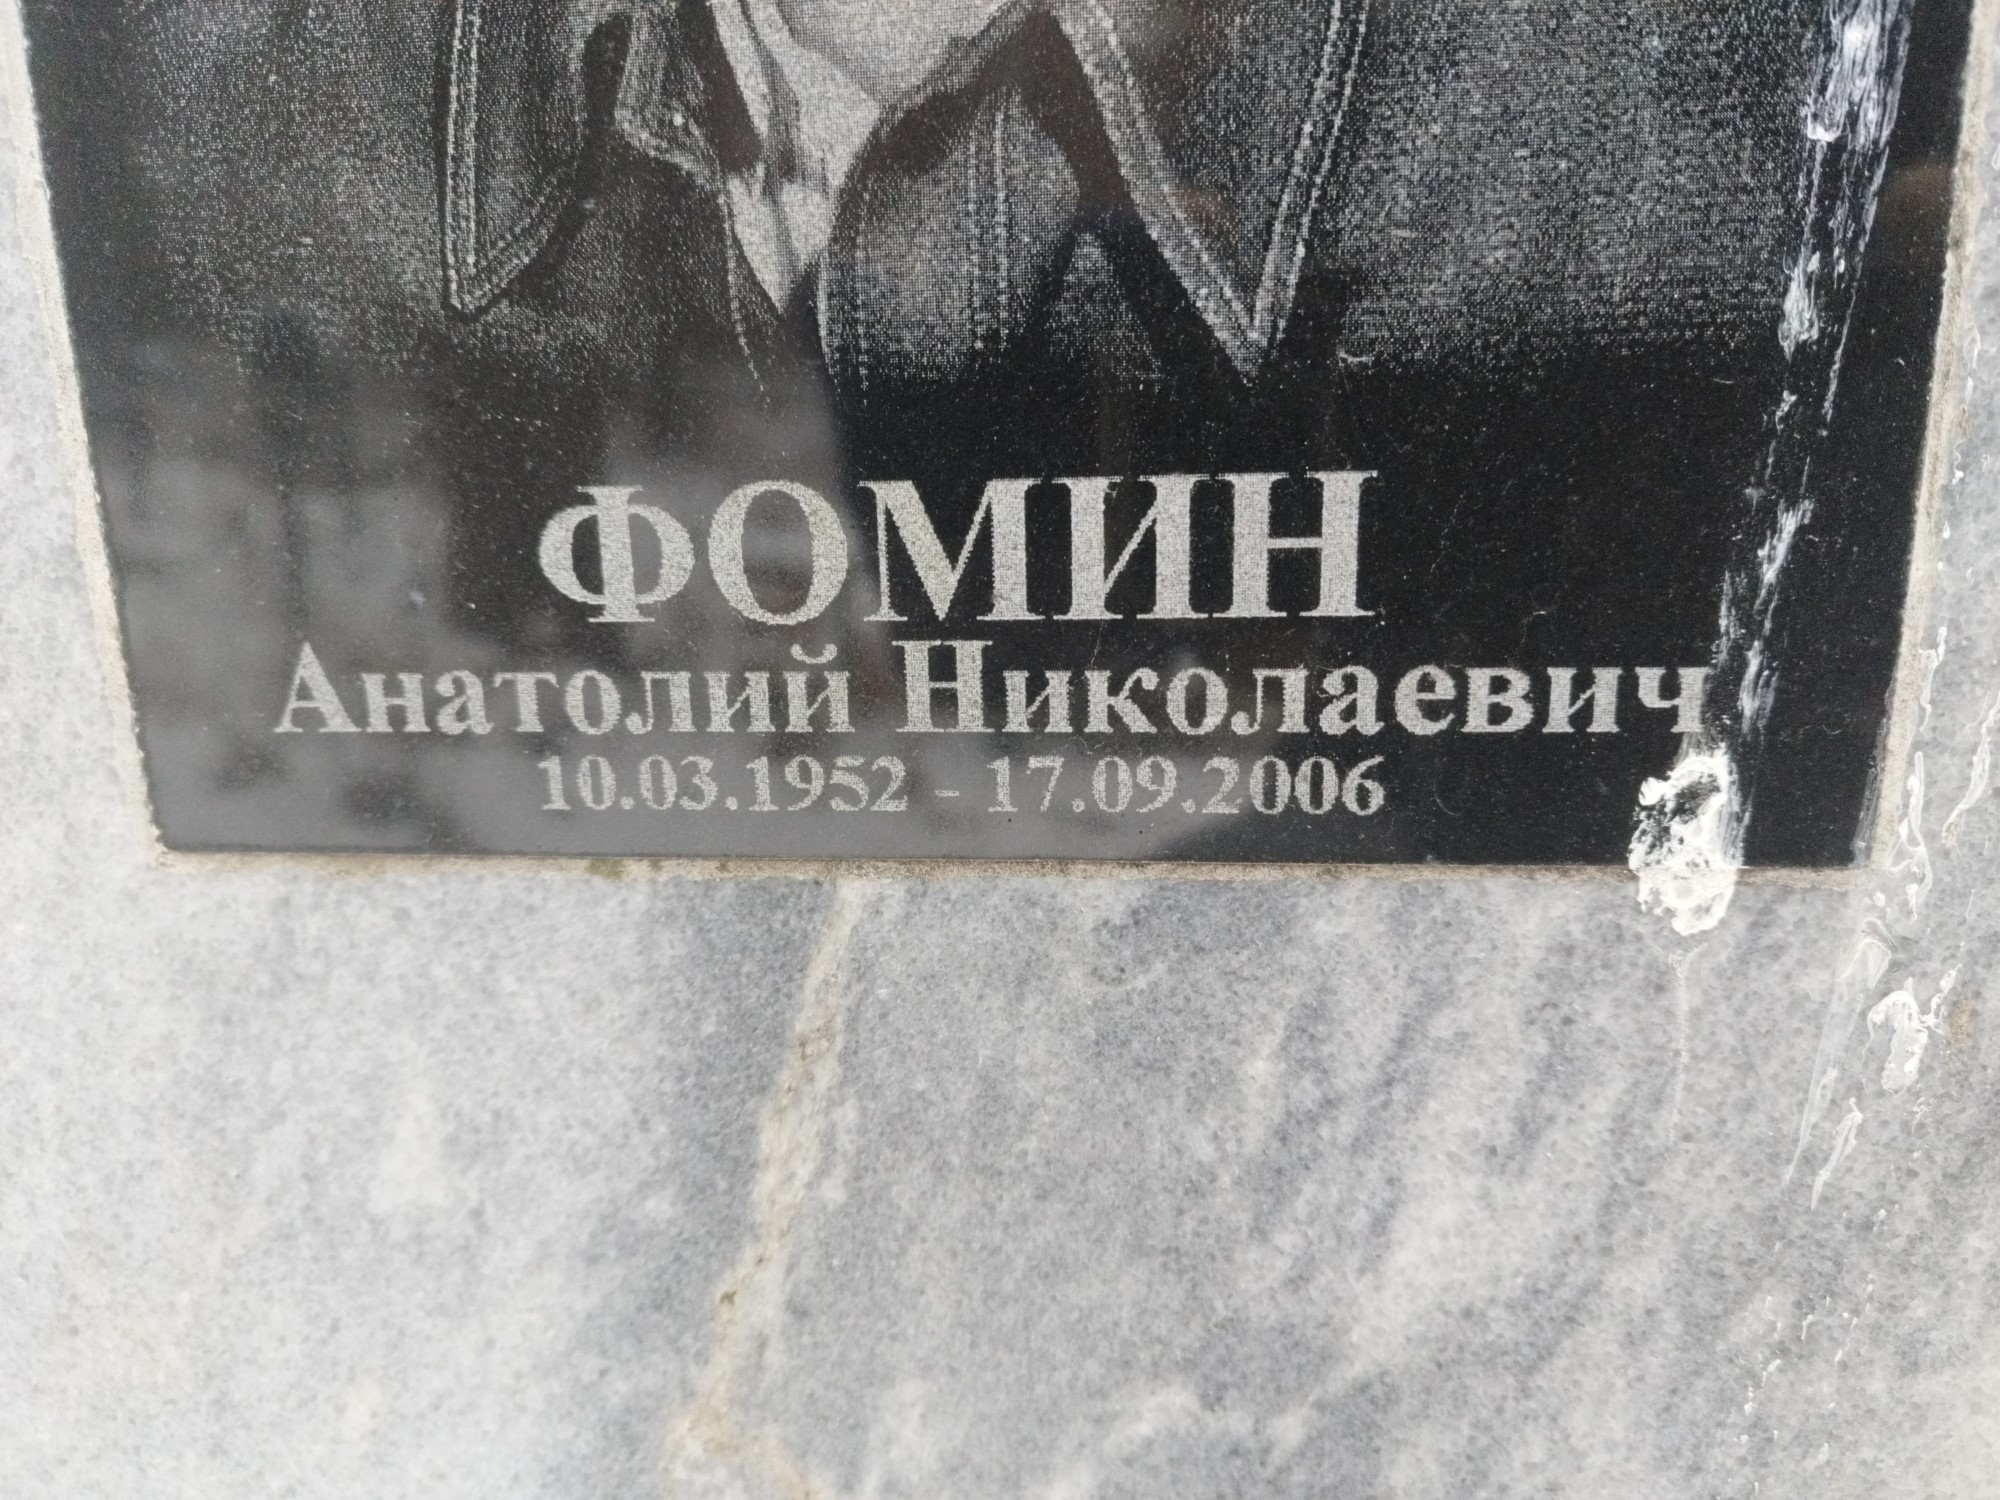 ФОМИН
Анатолий Николаевич
10.03.1952 - 17.09.2006